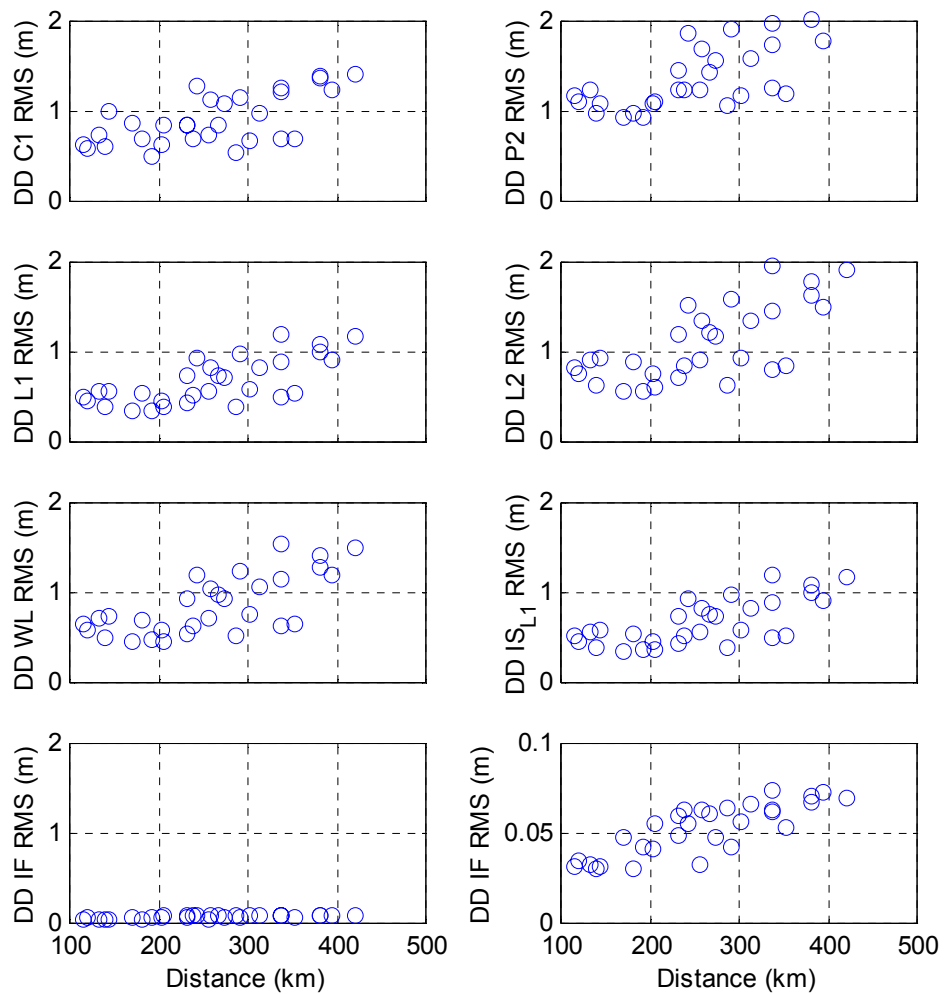 2
1
0
DD C1 RMS (m)
2
1
0
DD P2 RMS (m)
2
1
0
DD L1 RMS (m)
2
1
0
DD L2 RMS (m)
2
1
0
DD WL RMS (m)
2
1
0
DD IS_L1 RMS (m)
2
1
0
DD IF RMS (m)
100 200 300 400 500
Distance (km)
0.1
0.05
0
DD IF RMS (m)
100 200 300 400 500
Distance (km)